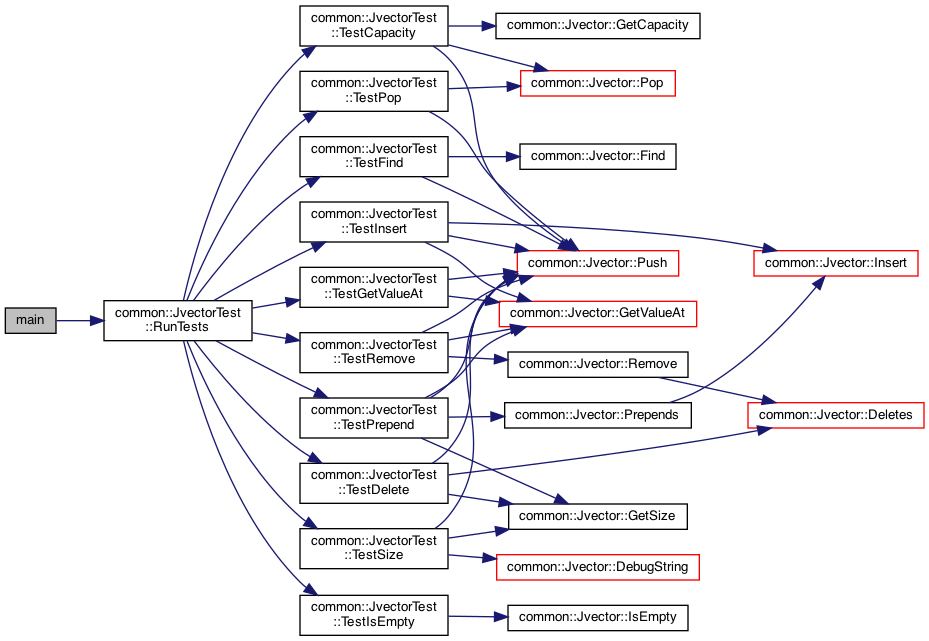 main
common::JvectorTest
::RunTests
common::JvectorTest
::TestCapacity
common::JvectorTest
::TestPop
common::JvectorTest
::TestFind
common::JvectorTest
::TestInsert
common::JvectorTest
::TestGetValueAt
common::JvectorTest
::TestRemove
common::JvectorTest
::TestPrepend
common::JvectorTest
::TestDelete
common::JvectorTest
::TestSize
common::JvectorTest
::TestIsEmpty
common::Jvector::GetCapacity
common::Jvector::Pop
common::Jvector::Find
common::Jvector::Push
common::Jvector::GetValueAt
common::Jvector::Remove
common::Jvector::Prepends
common::Jvector::GetSize
common::Jvector::DebugString
common::Jvector::IsEmpty
common::Jvector::Insert
common::Jvector::Deletes